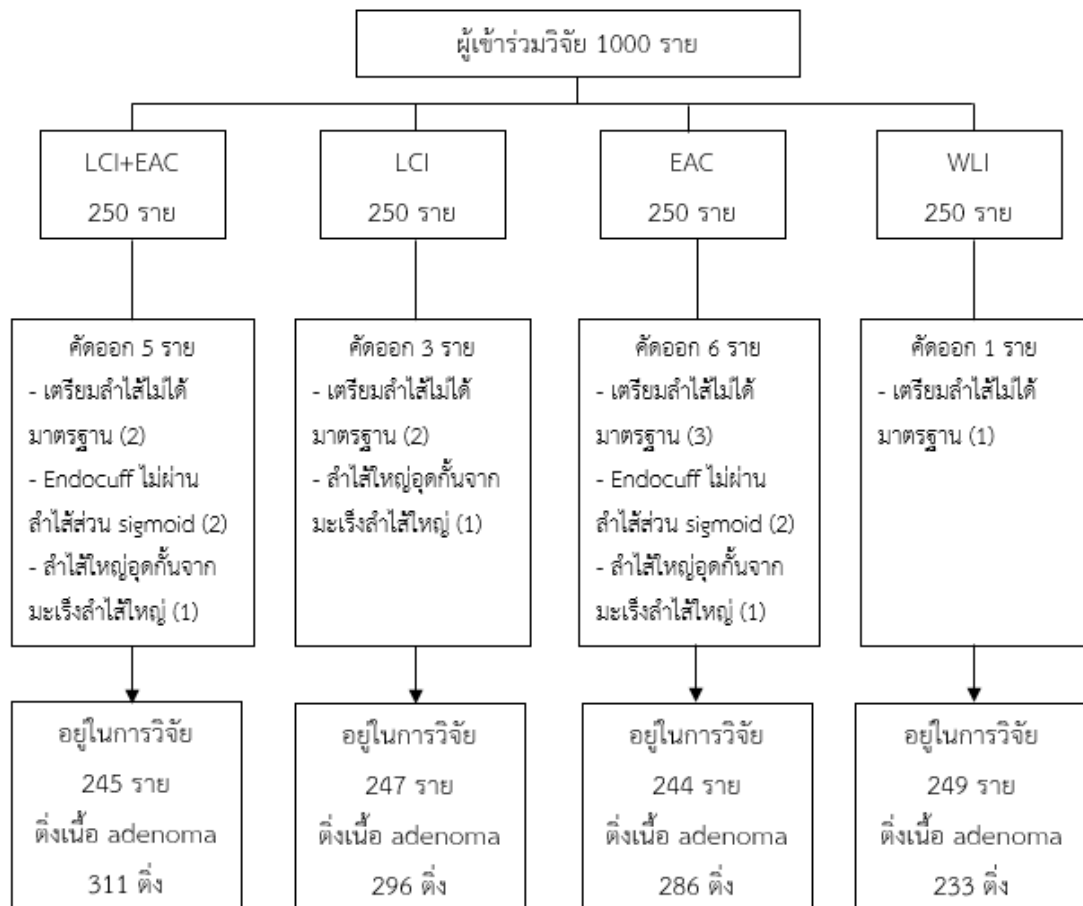 ผู้เข้าร่วมวิจัย 1000 ราย
LCI+EAC
250 ราย
LCI
250 ราย
EAC
250 ราย
WLI
250 ราย
คัดออก 5 ราย
- เตรียมลำไส้ไม่ได้
มาตรฐาน (2)
- Endocuff ไม่ผ่าน
ลำไส้ส่วน sigmoid (2)
- ลำไส้ใหญ่อุดกั้นจาก
มะเร็งลำไส้ใหญ่ (1)
คัดออก 3 ราย
- เตรียมลำไส้ไม่ได้
มาตรฐาน (2)
- ลำไส้ใหญ่อุดกั้นจาก
มะเร็งลำไส้ใหญ่ (1)
คัดออก 6 ราย
- เตรียมลำไส้ไม่ได้
มาตรฐาน (3)
- Endocuff ไม่ผ่าน
ลำไส้ส่วน sigmoid (2)
- ลำไส้ใหญ่อุดกั้นจาก
มะเร็งลำไส้ใหญ่ (1)
คัดออก 1 ราย
- เตรียมลำไส้ไม่ได้
มาตรฐาน (1)
อยู่ในการวิจัย
245 ราย
ติ่งเนื้อ adenoma
311 ติ่ง
อยู่ในการวิจัย
247 ราย
ติ่งเนื้อ adenoma
296 ติ่ง
อยู่ในการวิจัย
244 ราย
ติ่งเนื้อ adenoma
286 ติ่ง
อยู่ในการวิจัย
249 ราย
ติ่งเนื้อ adenoma
233 ติ่ง